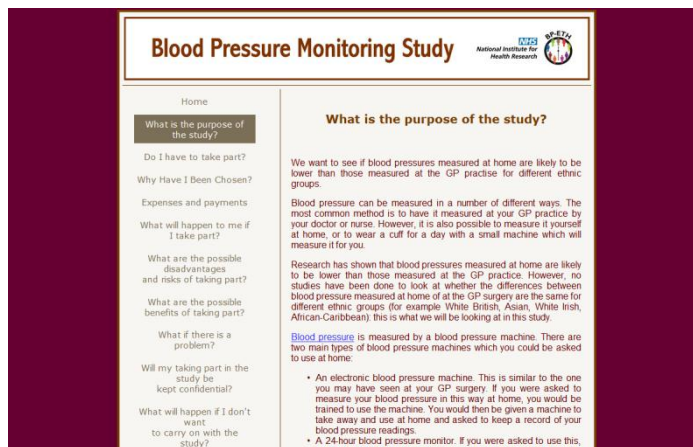 Blood Pressure Monitoring Study
NHS
National Institute for
Health Research
BP-ETH
Home
What is the purpose of
the study?
Do I have to take part?
Why Have I Been Chosen?
Expenses and payments
What will happen to me if
I take part?
What are the possible
disadvantages
and risks of taking part?
What are the possible
benefits of taking part?
What if there is a
problem?
Will my taking part in the
study be
kept confidential?
What will happen if I don't
want
to carry on with the
study?
What is the purpose of the study?
We want to see if blood pressures measured at home are likely to be
lower than those measured at the GP practise for different ethnic
groups.
Blood pressure can be measured in a number of different ways. The
most common method is to have it measured at your GP practice by
your doctor or nurse. However, it is also possible to measure it yourself
at home, or to wear a cuff for a day with a small machine which will
measure it for you.
Research has shown that blood pressures measured at home are likely
to be lower than those measured at the GP practice. However, no
studies have been done to look at whether the differences between
blood pressure measured at home of at the GP surgery are the same for
different ethnic groups (for example White British, Asian, White Irish,
African-Caribbean): this is what we will be looking at in this study.
Blood pressure is measured by a blood pressure machine. There are
two main types of blood pressure machines which you could be asked
to use at home:
• An electronic blood pressure machine. This is similar to the one
you may have seen at your GP surgery. If you were asked to
measure your blood pressure in this way at home, you would be
trained to use the machine. You would then be given a machine to
take away and use at home and asked to keep a record of your
blood pressure readings.
• A 24-hour blood pressure monitor. If you were asked to use this,